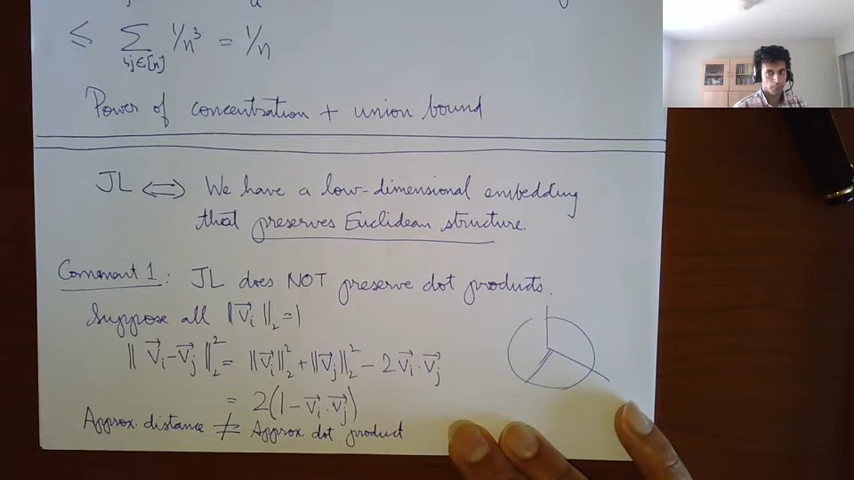 ≤ ∑ 1/n³ = 1/n
i,j∈[n]
Power of concentration + union bound
JL ⟺ We have a low-dimensional embedding
that preserves Euclidean structure.
Comment 1: JL does NOT preserve dot products.
Suppose all ‖v⃗ᵢ‖₂ = 1
‖v⃗ᵢ - v⃗ⱼ‖₂² = ‖v⃗ᵢ‖₂² + ‖v⃗ⱼ‖₂² - 2v⃗ᵢ·v⃗ⱼ
= 2(1 - v⃗ᵢ·v⃗ⱼ)
Approx. distance ≠ Approx. dot product